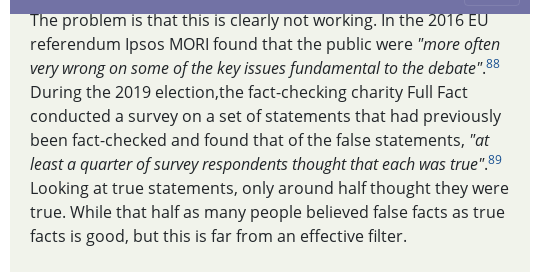 The problem is that this is clearly not working. In the 2016 EU
referendum Ipsos MORI found that the public were "more often
very wrong on some of the key issues fundamental to the debate".88
During the 2019 election,the fact-checking charity Full Fact
conducted a survey on a set of statements that had previously
been fact-checked and found that of the false statements, "at
least a quarter of survey respondents thought that each was true".89
Looking at true statements, only around half thought they were
true. While that half as many people believed false facts as true
facts is good, but this is far from an effective filter.